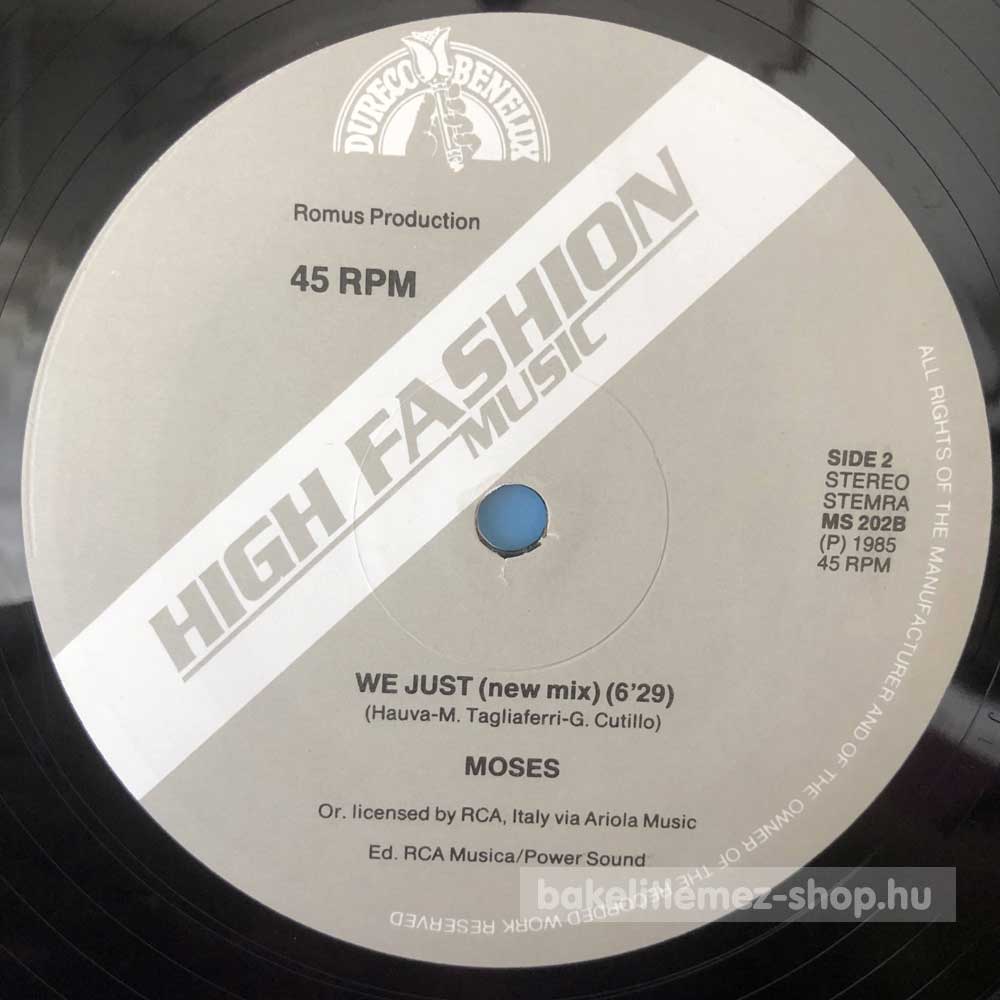 DURECO BENELUX
Romus Production
45 RPM
HIGH FASHION
MUSIC
SIDE 2
STEREO
STEMRA
MS 202B
(P) 1985
45 RPM
WE JUST (new mix) (6'29)
(Hauva-M. Tagliaferri-G. Cutillo)
MOSES
Or. licensed by RCA, Italy via Ariola Music
Ed. RCA Musica/Power Sound
ALL RIGHTS OF THE MANUFACTURER AND OF THE OWNER OF THE RECORDED WORK RESERVED
bakelitlemez-shop.hu